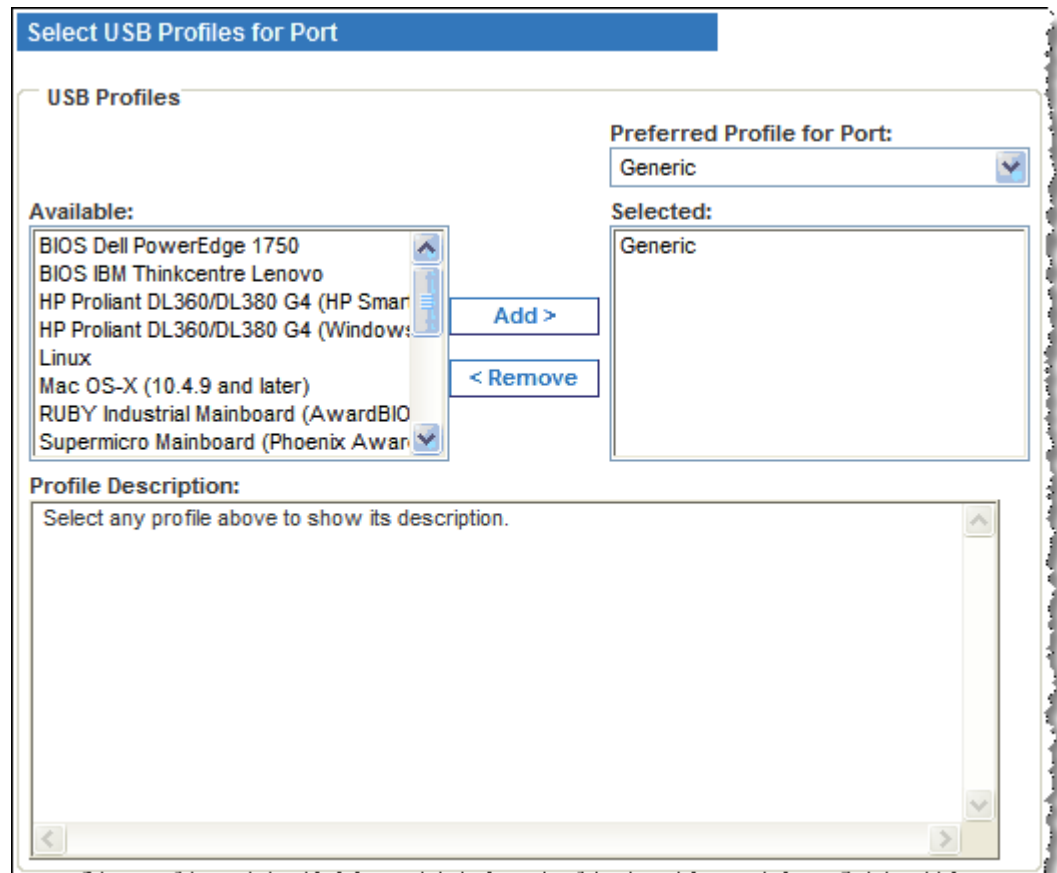 Select USB Profiles for Port
USB Profiles
Preferred Profile for Port:
Generic
Available:
BIOS Dell PowerEdge 1750
BIOS IBM Thinkcentre Lenovo
HP Proliant DL360/DL380 G4 (HP Smart
HP Proliant DL360/DL380 G4 (Windows
Linux
Mac OS-X (10.4.9 and later)
RUBY Industrial Mainboard (AwardBIO
Supermicro Mainboard (Phoenix Awar
Add >
< Remove
Selected:
Generic
Profile Description:
Select any profile above to show its description.